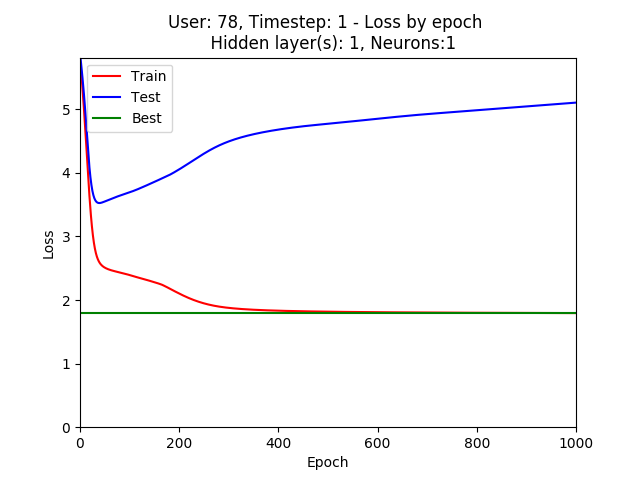 User: 78, Timestep: 1 - Loss by epoch
Hidden layer(s): 1, Neurons:1
Train
Test
Best
Loss
5
4
3
2
1
0
0 200 400 600 800 1000
Epoch